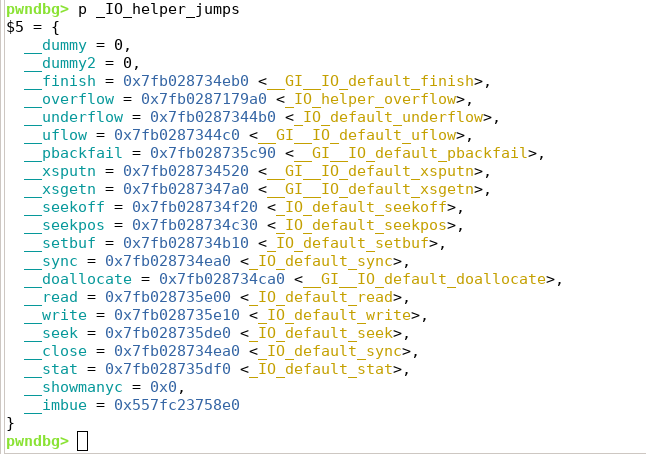 pwndbg> p _IO_helper_jumps
$5 = {
  __dummy = 0,
  __dummy2 = 0,
  __finish = 0x7fb028734eb0 <__GI__IO_default_finish>,
  __overflow = 0x7fb0287179a0 <_IO_helper_overflow>,
  __underflow = 0x7fb0287344b0 <_IO_default_underflow>,
  __uflow = 0x7fb0287344c0 <__GI__IO_default_uflow>,
  __pbackfail = 0x7fb028735c90 <__GI__IO_default_pbackfail>,
  __xsputn = 0x7fb028734520 <__GI__IO_default_xsputn>,
  __xsgetn = 0x7fb0287347a0 <__GI__IO_default_xsgetn>,
  __seekoff = 0x7fb028734f20 <_IO_default_seekoff>,
  __seekpos = 0x7fb028734c30 <_IO_default_seekpos>,
  __setbuf = 0x7fb028734b10 <_IO_default_setbuf>,
  __sync = 0x7fb028734ea0 <_IO_default_sync>,
  __doallocate = 0x7fb028734ca0 <__GI__IO_default_doallocate>,
  __read = 0x7fb028735e00 <_IO_default_read>,
  __write = 0x7fb028735e10 <_IO_default_write>,
  __seek = 0x7fb028735de0 <_IO_default_seek>,
  __close = 0x7fb028734ea0 <_IO_default_sync>,
  __stat = 0x7fb028735df0 <_IO_default_stat>,
  __showmanyc = 0x0,
  __imbue = 0x557fc23758e0
}
pwndbg>